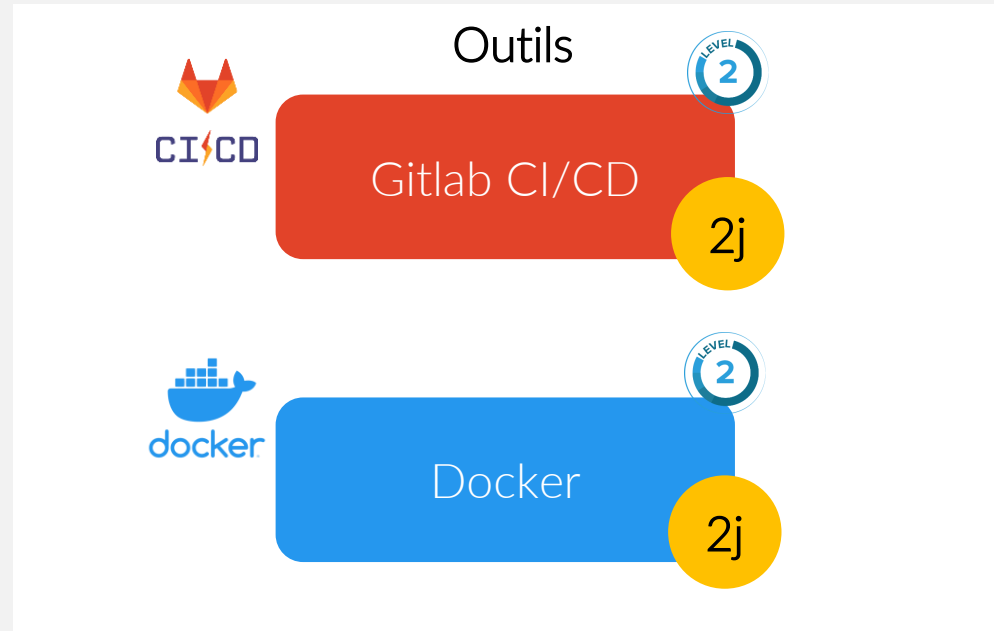 Outils
LEVEL
2
CI/CD
Gitlab CI/CD
2j
LEVEL
2
docker
Docker
2j